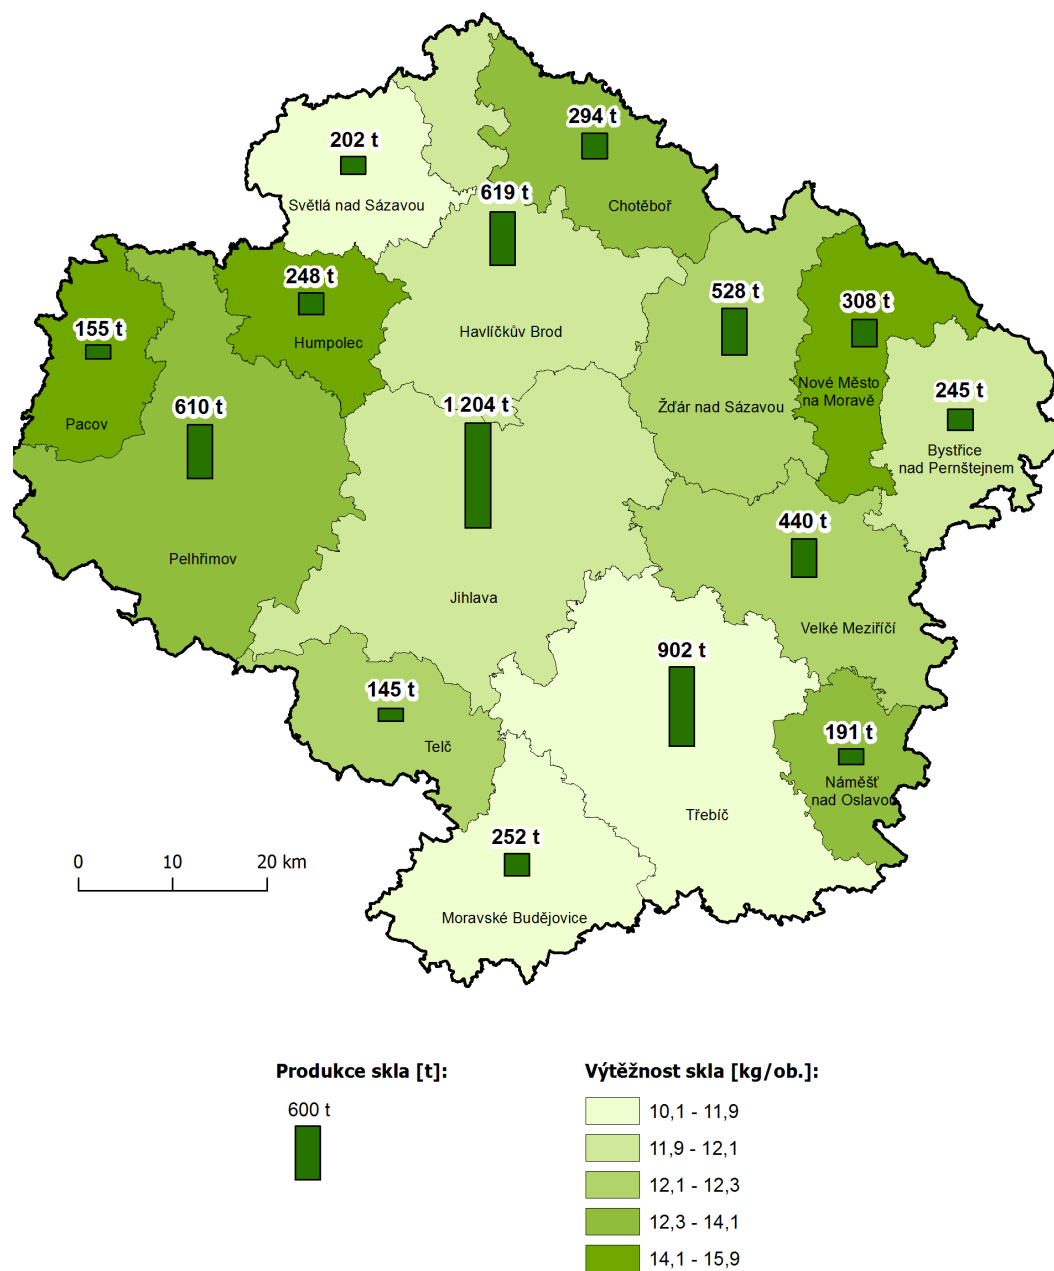 294 t
202 t
Světlá nad Sázavou
619 t
Chotěboř
248 t
528 t
308 t
155 t
Humpolec
Havlíčkův Brod
Nové Město
na Moravě
245 t
610 t
1 204 t
Žďár nad Sázavou
Pacov
Bystřice
nad Pernštejnem
440 t
Pelhřimov
Jihlava
Velké Meziříčí
902 t
145 t
Telč
191 t
Náměšť
nad Oslavou
Třebíč
252 t
0 10 20 km
Moravské Budějovice
Produkce skla [t]:
600 t
Výtěžnost skla [kg/ob.]:
10,1 - 11,9
11,9 - 12,1
12,1 - 12,3
12,3 - 14,1
14,1 - 15,9